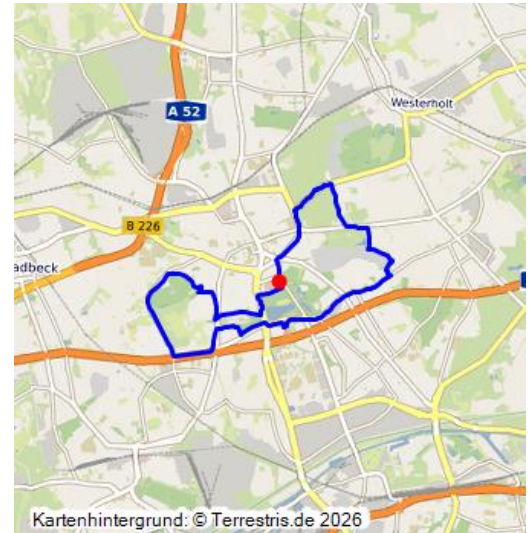 Westerholt
A 52
B 226
adbeck
Kartenhintergrund: © Terrestris.de 2026